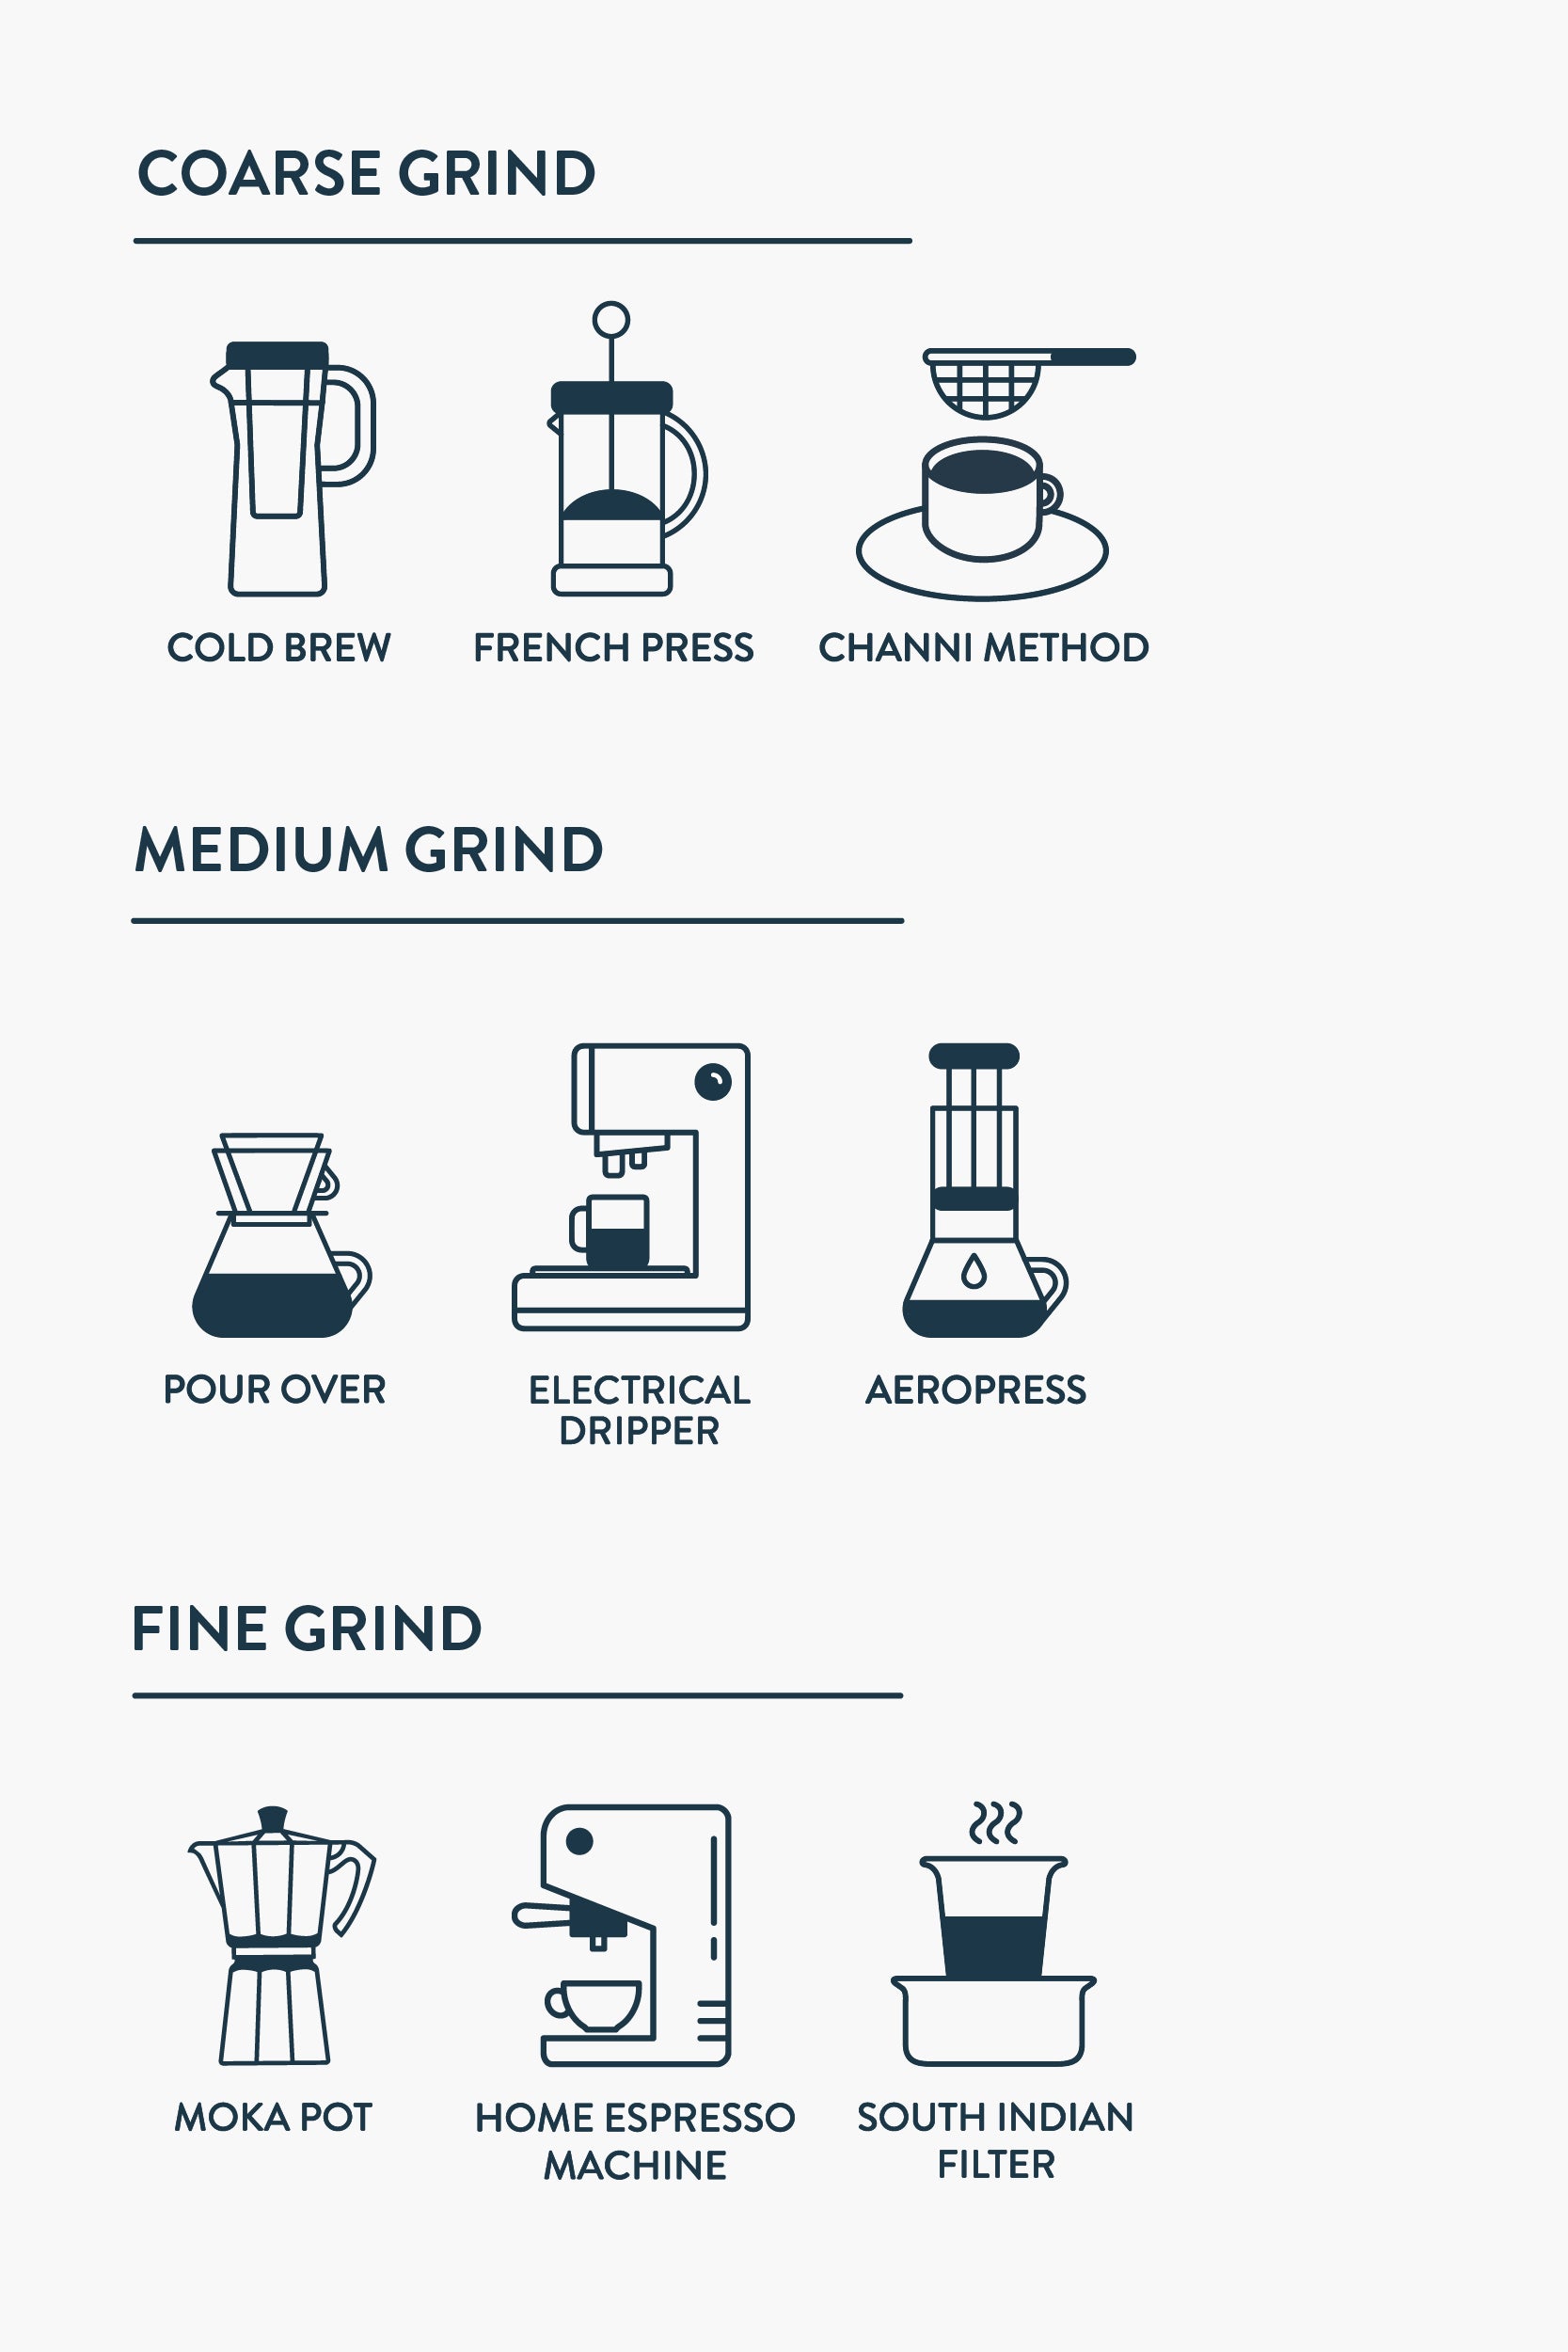 COARSE GRIND
COLD BREW
FRENCH PRESS
CHANNI METHOD
MEDIUM GRIND
POUR OVER
ELECTRICAL
DRIPPER
AEROPRESS
FINE GRIND
MOKA POT
HOME ESPRESSO
MACHINE
SOUTH INDIAN
FILTER